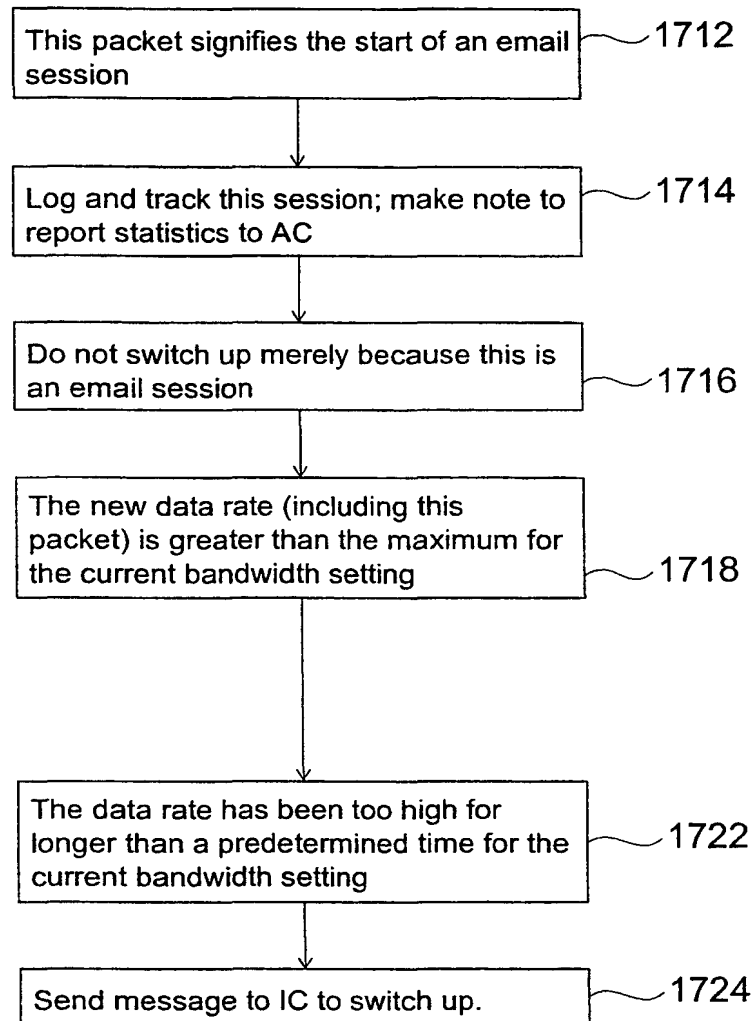 This packet signifies the start of an email
session
1712
Log and track this session; make note to
report statistics to AC
1714
Do not switch up merely because this is
an email session
1716
The new data rate (including this
packet) is greater than the maximum for
the current bandwidth setting
1718
The data rate has been too high for
longer than a predetermined time for the
current bandwidth setting
1722
Send message to IC to switch up.
1724